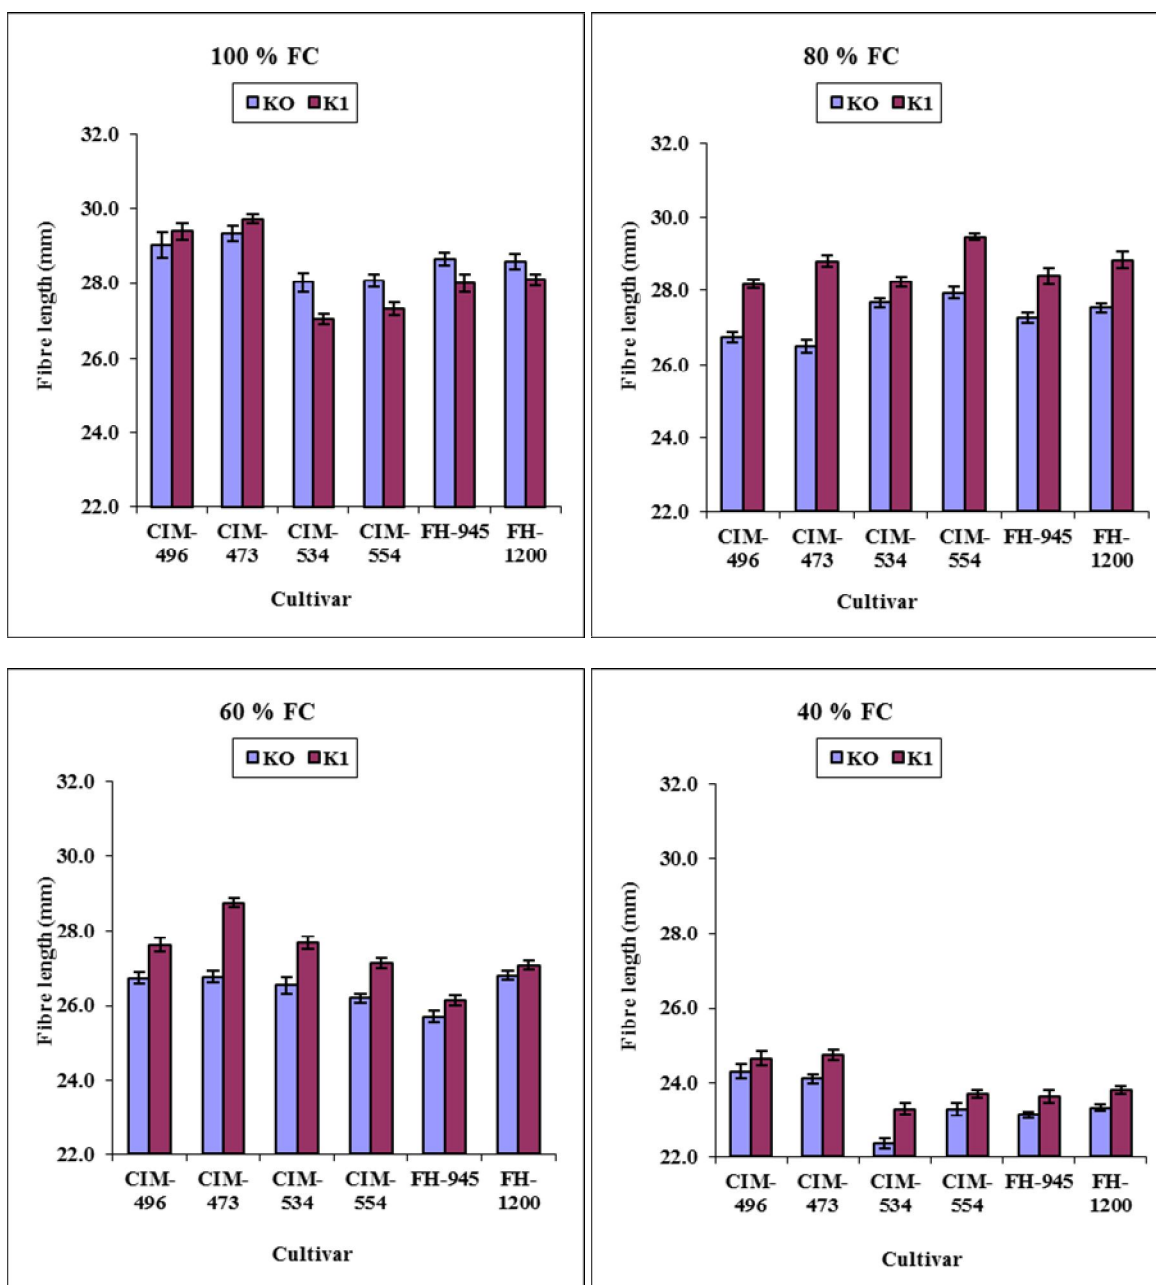 100 % FC
KO K1
32.0
30.0
28.0
26.0
24.0
22.0
Fibre length (mm)
CIM- CIM- CIM- CIM- FH-945 FH-
496 473 534 554 1200
Cultivar
80 % FC
KO K1
32.0
30.0
28.0
26.0
24.0
22.0
Fibre length (mm)
CIM- CIM- CIM- CIM- FH-945 FH-
496 473 534 554 1200
Cultivar
60 % FC
KO K1
32.0
30.0
28.0
26.0
24.0
22.0
Fibre length (mm)
CIM- CIM- CIM- CIM- FH-945 FH-
496 473 534 554 1200
Cultivar
40 % FC
KO K1
32.0
30.0
28.0
26.0
24.0
22.0
Fibre length (mm)
CIM- CIM- CIM- CIM- FH-945 FH-
496 473 534 554 1200
Cultivar